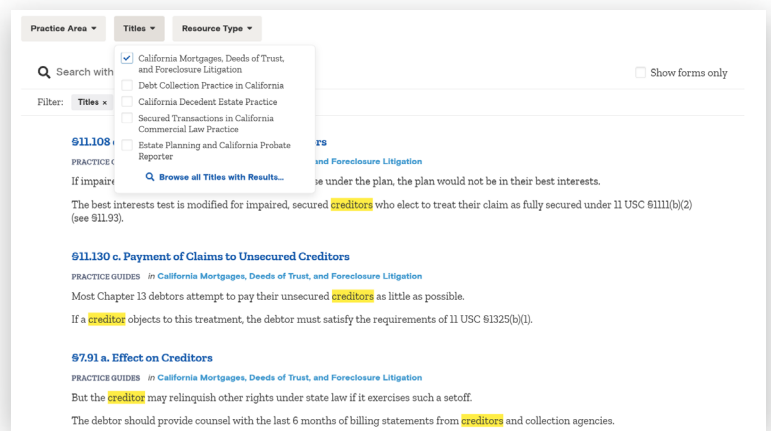 Practice Area Titles Resource Type
California Mortgages, Deeds of Trust,
and Foreclosure Litigation
Search with
Show forms only
Debt Collection Practice in California
Filter: Titles ×
California Decedent Estate Practice
Secured Transactions in California
Commercial Law Practice
Estate Planning and California Probate
Reporter
Browse all Titles with Results...
§11.108 rs
PRACTICE and Foreclosure Litigation
If impaire se under the plan, the plan would not be in their best interests.
The best interests test is modified for impaired, secured creditors who elect to treat their claim as fully secured under 11 USC §1111(b)(2)
(see §11.93).
§11.130 c. Payment of Claims to Unsecured Creditors
PRACTICE GUIDES in California Mortgages, Deeds of Trust, and Foreclosure Litigation
Most Chapter 13 debtors attempt to pay their unsecured creditors as little as possible.
If a creditor objects to this treatment, the debtor must satisfy the requirements of 11 USC §1325(b)(1).
§7.91 a. Effect on Creditors
PRACTICE GUIDES in California Mortgages, Deeds of Trust, and Foreclosure Litigation
But the creditor may relinquish other rights under state law if it exercises such a setoff.
The debtor should provide counsel with the last 6 months of billing statements from creditors and collection agencies.